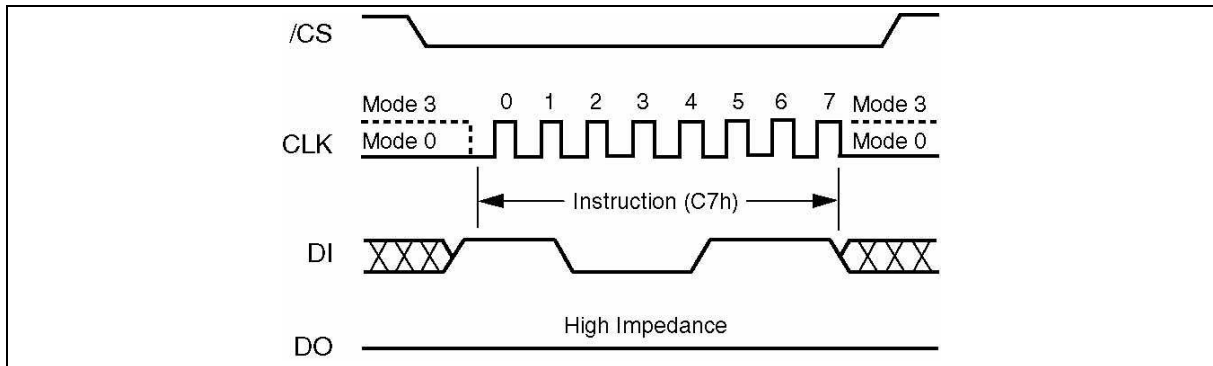 /CS
Mode 3 0 1 2 3 4 5 6 7 Mode 3
CLK Mode 0 Mode 0
Instruction (C7h)
DI
High Impedance
DO